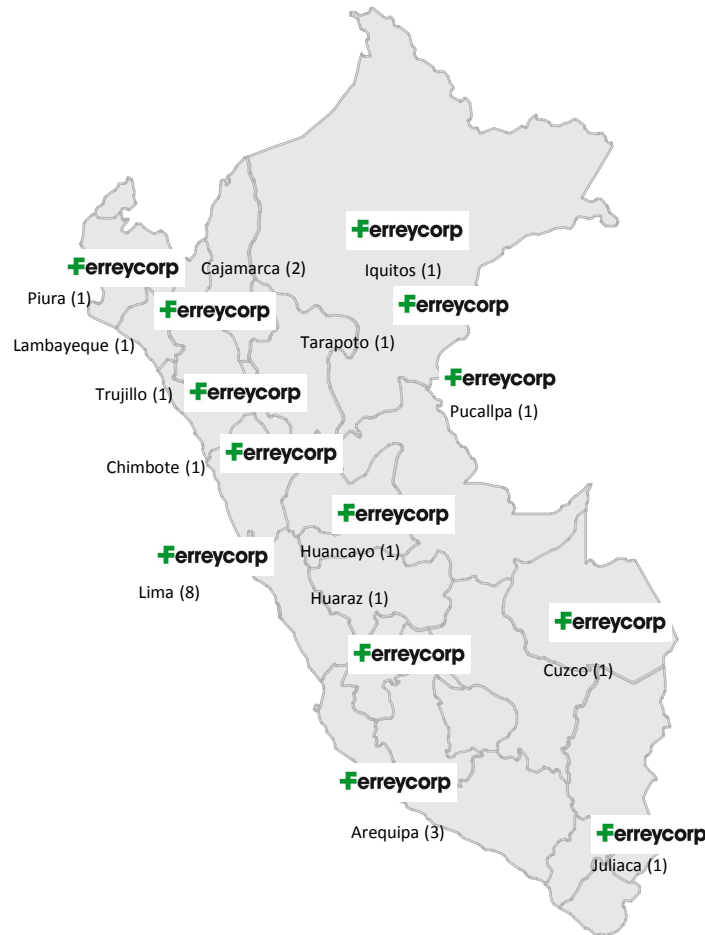 Ferreycorp
Iquitos (1)
Ferreycorp
Cajamarca (2)
Piura (1)
Ferreycorp
Ferreycorp
Lambayeque (1)
Tarapoto (1)
Ferreycorp
Pucallpa (1)
Ferreycorp
Trujillo (1)
Ferreycorp
Chimbote (1)
Ferreycorp
Huancayo (1)
Ferreycorp
Lima (8)
Huaraz (1)
Ferreycorp
Cuzco (1)
Ferreycorp
Ferreycorp
Arequipa (3)
Ferreycorp
Juliaca (1)